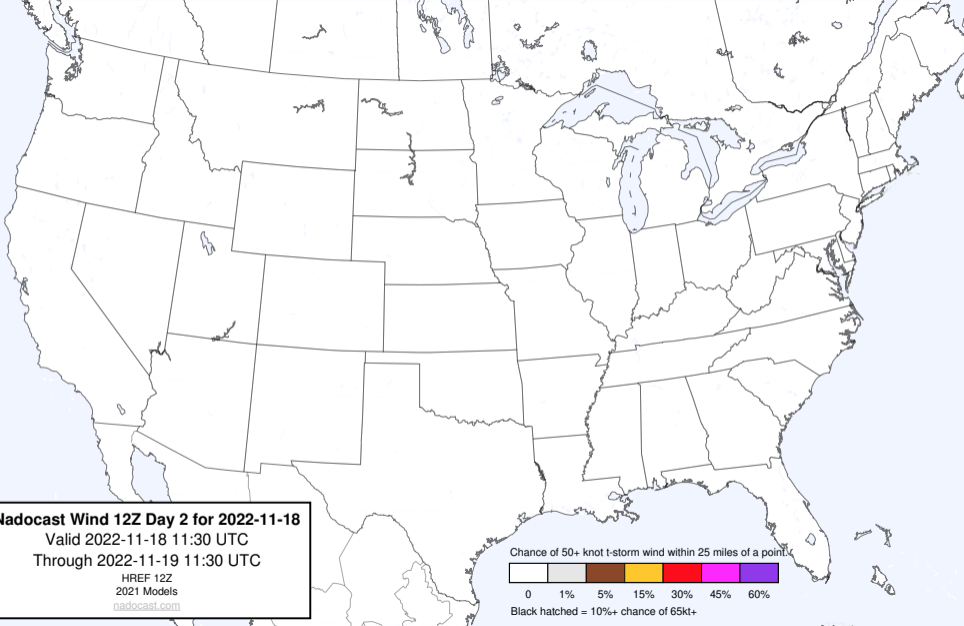 Nadocast Wind 12Z Day 2 for 2022-11-18
Valid 2022-11-18 11:30 UTC
Through 2022-11-19 11:30 UTC
HREF 12Z
2021 Models
nadocast.com
Chance of 50+ knot t-storm wind within 25 miles of a point.
0 1% 5% 15% 30% 45% 60%
Black hatched = 10%+ chance of 65kt+